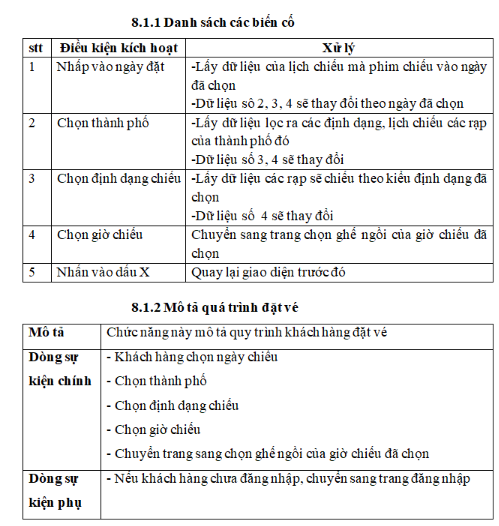 8.1.1 Danh sách các biến cố
stt Điều kiện kích hoạt Xử lý
1 Nhấp vào ngày đặt -Lấy dữ liệu của lịch chiếu mà phim chiếu vào ngày
đã chọn
-Dữ liệu sô 2, 3, 4 sẽ thay đổi theo ngày đã chọn
2 Chọn thành phố -Lấy dữ liệu lọc ra các định dạng, lịch chiếu các rạp
của thành phố đó
-Dữ liệu số 3, 4 sẽ thay đổi
3 Chọn định dạng chiếu -Lấy dữ liệu các rạp sẽ chiếu theo kiểu định dạng đã
chọn
-Dữ liệu số 4 sẽ thay đổi
4 Chọn giờ chiếu Chuyển sang trang chọn ghế ngồi của giờ chiếu đã
chọn
5 Nhấn vào dấu X Quay lại giao diện trước đó
8.1.2 Mô tả quá trình đặt vé
Mô tả Chức năng này mô tả quy trình khách hàng đặt vé
Dòng sự - Khách hàng chọn ngày chiếu
kiện chính - Chọn thành phố
- Chọn định dạng chiếu
- Chọn giờ chiếu
- Chuyển trang sang chọn ghế ngồi của giờ chiếu đã chọn
Dòng sự - Nếu khách hàng chưa đăng nhập, chuyển sang trang đăng nhập
kiện phụ